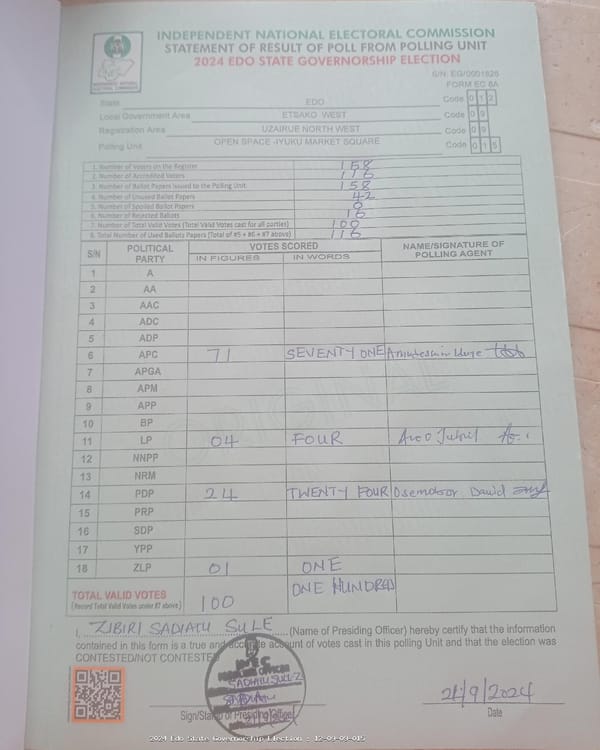 INDEPENDENT NATIONAL ELECTORAL COMMISSION
STATEMENT OF RESULT OF POLL FROM POLLING UNIT
2024 EDO STATE GOVERNORSHIP ELECTION
S/N: EG/0001828
FORM EC 8A
State EDO Code 0 1 2
Local Government Area ETSAKO WEST Code 0 9
Registration Area UZAIRUE NORTH WEST Code 0 9
Polling Unit OPEN SPACE -IYUKU MARKET SQUARE Code 0 1 5
1. Number of Voters on the Register 158
2. Number of Accredited Voters 116
3. Number of Ballot Papers Issued to the Polling Unit 158
4. Number of Unused Ballot Papers 42
5. Number of Spoiled Ballot Papers 0
6. Number of Rejected Ballots 16
7. Number of Total Valid Votes (Total Valid Votes cast for all parties) 100
8. Total Number of Used Ballots Papers (Total of #5 + #6 + #7 above) 116
S/N POLITICAL PARTY VOTES SCORED NAME/SIGNATURE OF POLLING AGENT
IN FIGURES IN WORDS
1 A
2 AA
3 AAC
4 ADC
5 ADP
6 APC 71 SEVENTY ONE
7 APGA
8 APM
9 APP
10 BP
11 LP 04 FOUR
12 NNPP
13 NRM
14 PDP 24 TWENTY FOUR David
15 PRP
16 SDP
17 YPP
18 ZLP 01 ONE
TOTAL VALID VOTES 100 ONE HUNDRED
(Record Total Valid Votes under #7 above)
I, ZIBIRI SADIATU SULE (Name of Presiding Officer) hereby certify that the information
contained in this form is a true and accurate account of votes cast in this polling Unit and that the election was
CONTESTED/NOT CONTESTED
INEC
PRESIDING OFFICER
21/9/2024
Sign/Stamp of Presiding Officer Date
2024 Edo State Governorship Election - 12-09-09-015